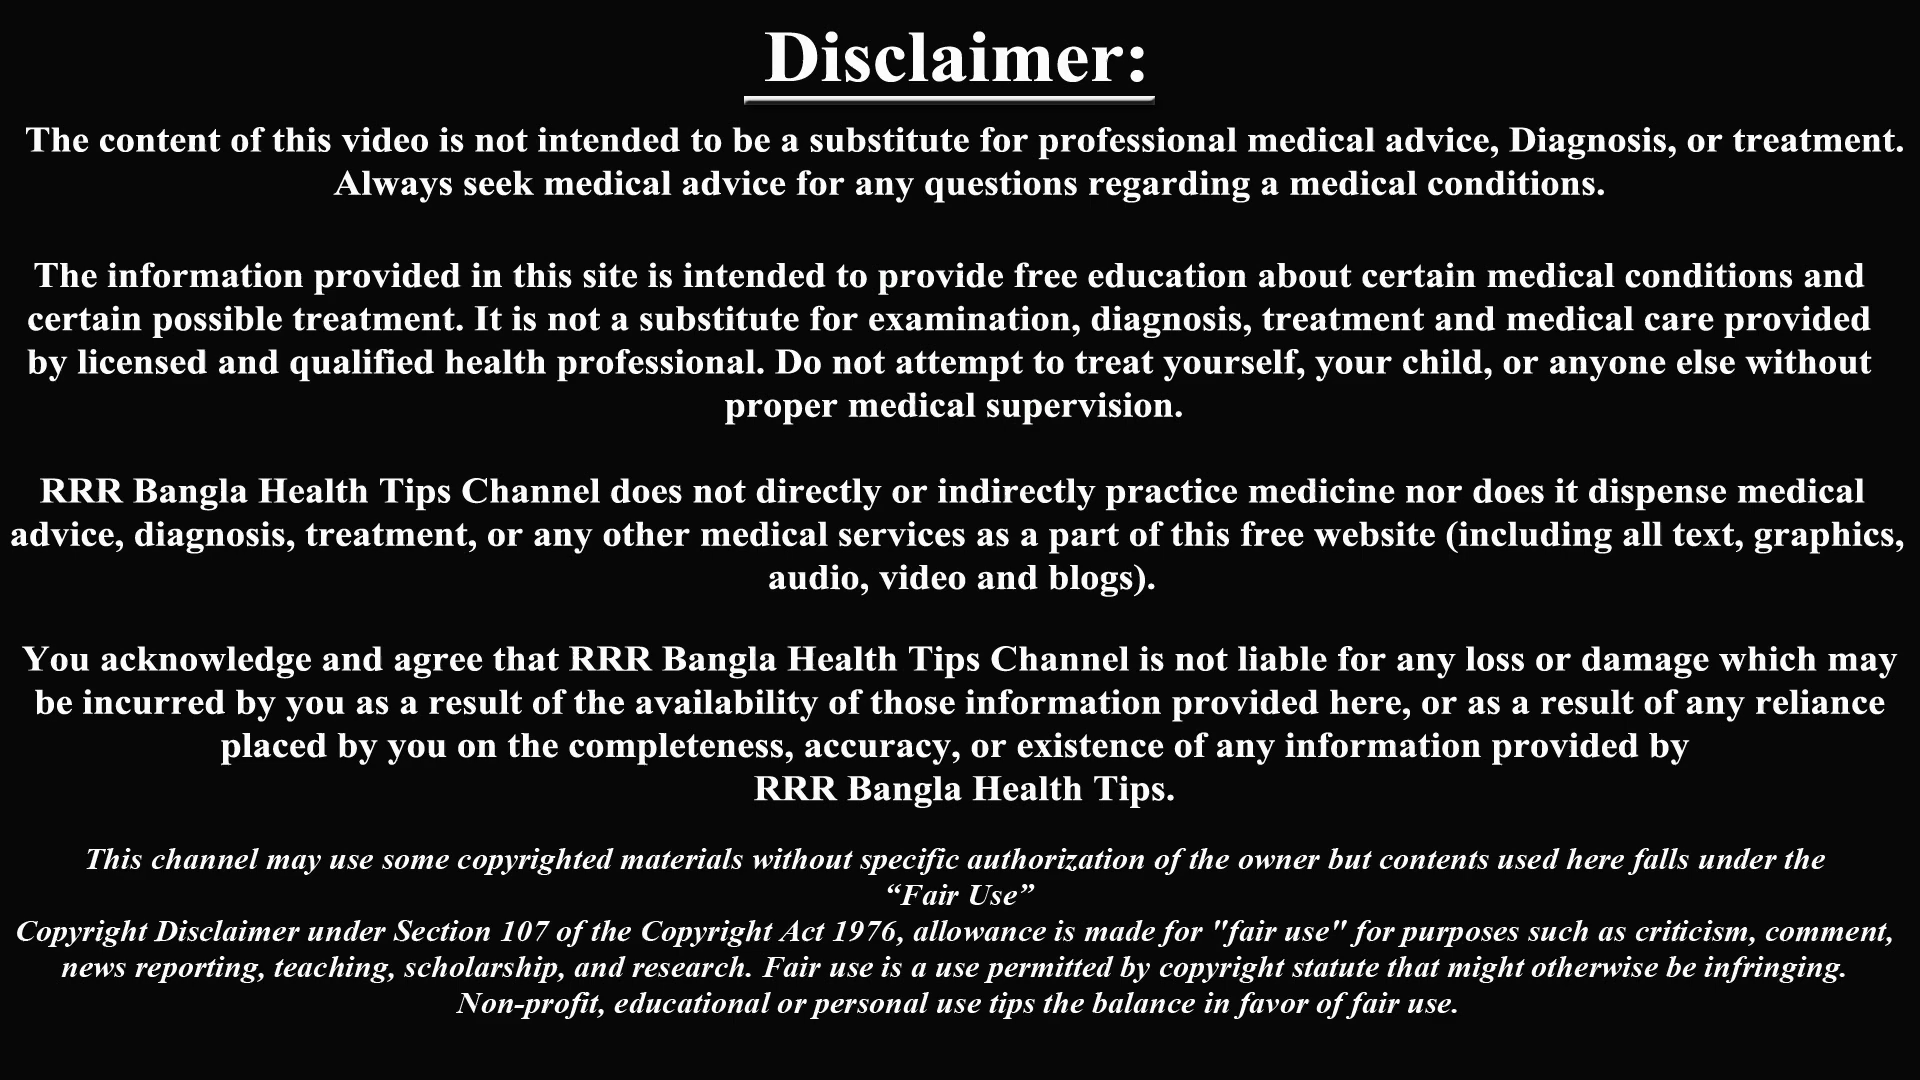 Disclaimer:
The content of this video is not intended to be a substitute for professional medical advice, Diagnosis, or treatment.
Always seek medical advice for any questions regarding a medical conditions.
The information provided in this site is intended to provide free education about certain medical conditions and
certain possible treatment. It is not a substitute for examination, diagnosis, treatment and medical care provided
by licensed and qualified health professional. Do not attempt to treat yourself, your child, or anyone else without
proper medical supervision.
RRR Bangla Health Tips Channel does not directly or indirectly practice medicine nor does it dispense medical
advice, diagnosis, treatment, or any other medical services as a part of this free website (including all text, graphics,
audio, video and blogs).
You acknowledge and agree that RRR Bangla Health Tips Channel is not liable for any loss or damage which may
be incurred by you as a result of the availability of those information provided here, or as a result of any reliance
placed by you on the completeness, accuracy, or existence of any information provided by
RRR Bangla Health Tips.
This channel may use some copyrighted materials without specific authorization of the owner but contents used here falls under the
“Fair Use”
Copyright Disclaimer under Section 107 of the Copyright Act 1976, allowance is made for "fair use" for purposes such as criticism, comment,
news reporting, teaching, scholarship, and research. Fair use is a use permitted by copyright statute that might otherwise be infringing.
Non-profit, educational or personal use tips the balance in favor of fair use.